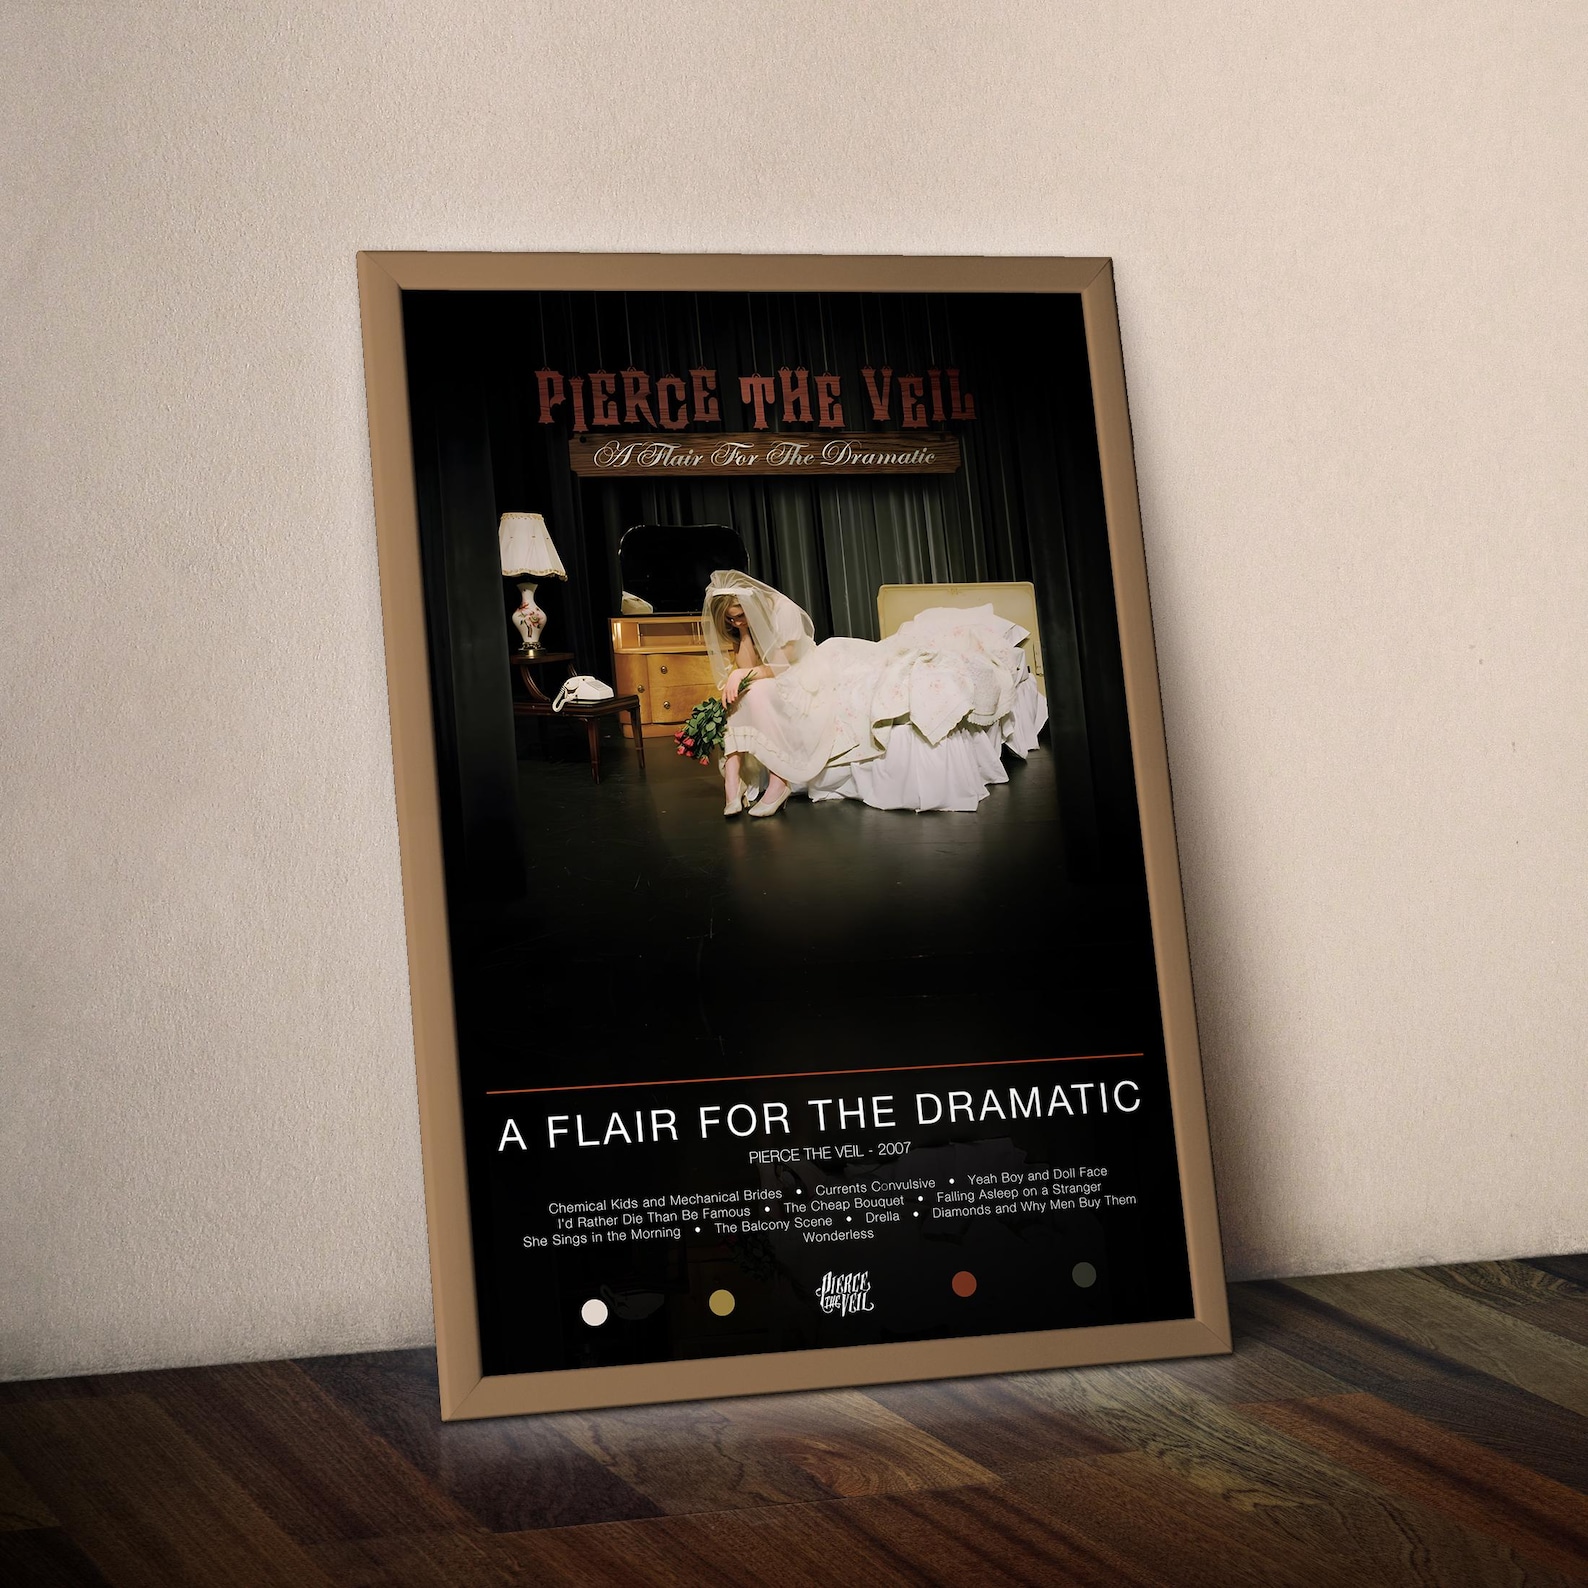 PIERCE THE VEIL
A Flair For The Dramatic
A FLAIR FOR THE DRAMATIC
PIERCE THE VEIL - 2007
Chemical Kids and Mechanical Brides • Currents Convulsive • Yeah Boy and Doll Face
I'd Rather Die Than Be Famous • The Cheap Bouquet • Falling Asleep on a Stranger
She Sings in the Morning • The Balcony Scene • Drella • Diamonds and Why Men Buy Them
Wonderless
PIERCE
THE VEIL